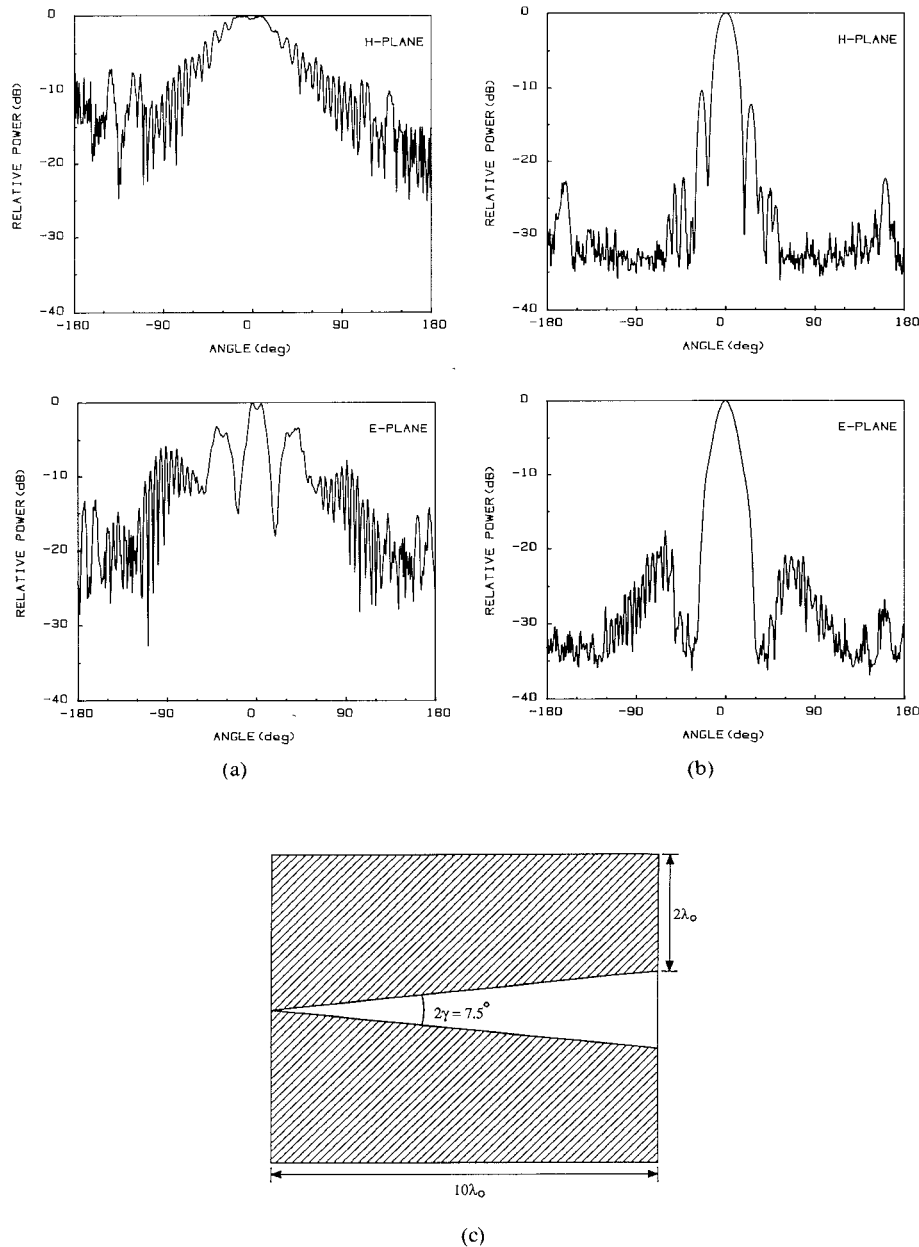 H-PLANE
RELATIVE POWER (dB)
0
-10
-20
-30
-40
-180
-90
0
90
180
ANGLE (deg)
H-PLANE
RELATIVE POWER (dB)
0
-10
-20
-30
-40
-180
-90
0
90
180
ANGLE (deg)
E-PLANE
RELATIVE POWER (dB)
0
-10
-20
-30
-40
-180
-90
0
90
180
ANGLE (deg)
(a)
E-PLANE
RELATIVE POWER (dB)
0
-10
-20
-30
-40
-180
-90
0
90
180
ANGLE (deg)
(b)
2λo
2γ = 7.5°
10λo
(c)